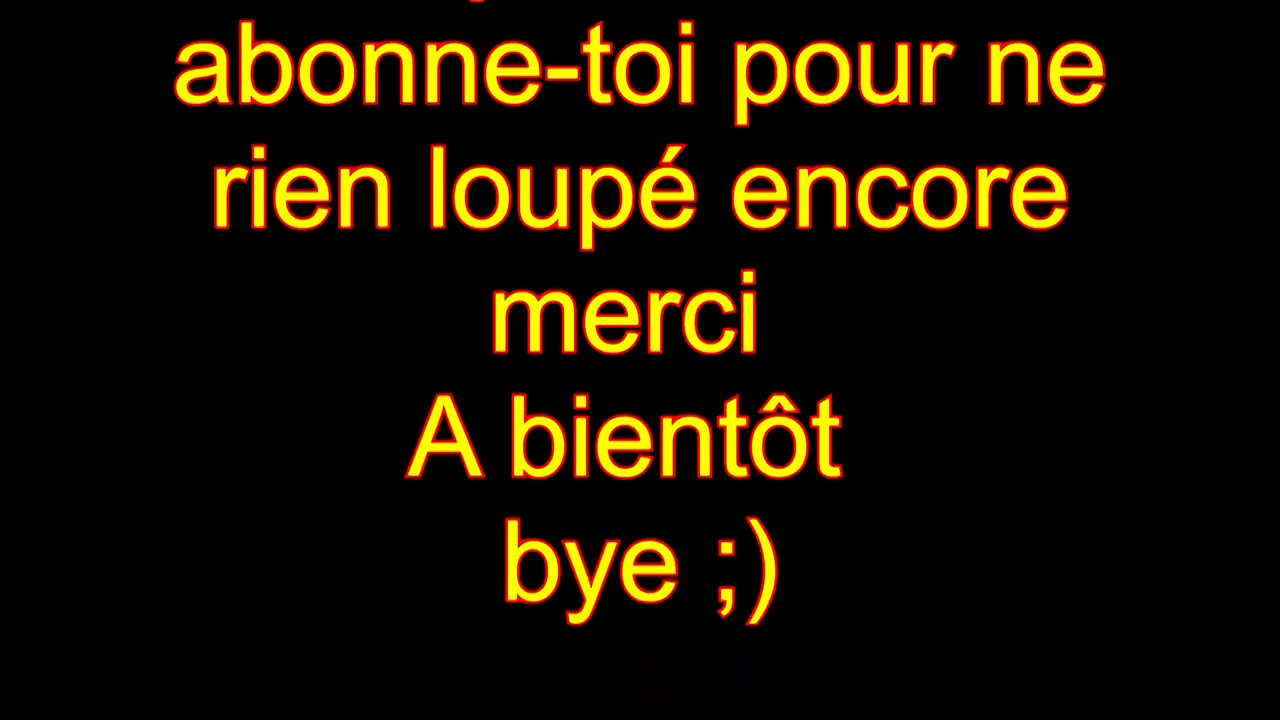 abonne-toi pour ne
rien loupé encore
merci
A bientôt
bye ;)